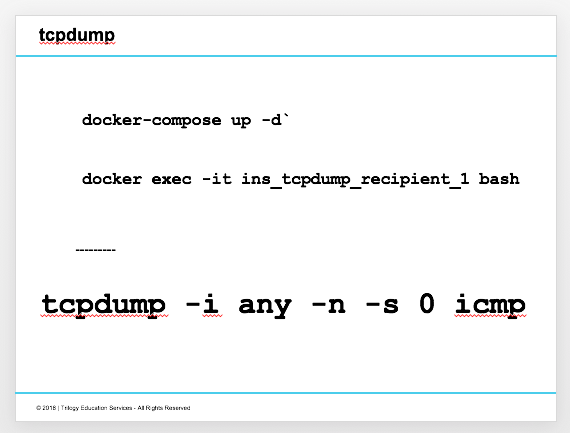 tcpdump
docker-compose up -d`
docker exec -it ins_tcpdump_recipient_1 bash
---------
tcpdump -i any -n -s 0 icmp
© 2018 | Trilogy Education Services - All Rights Reserved